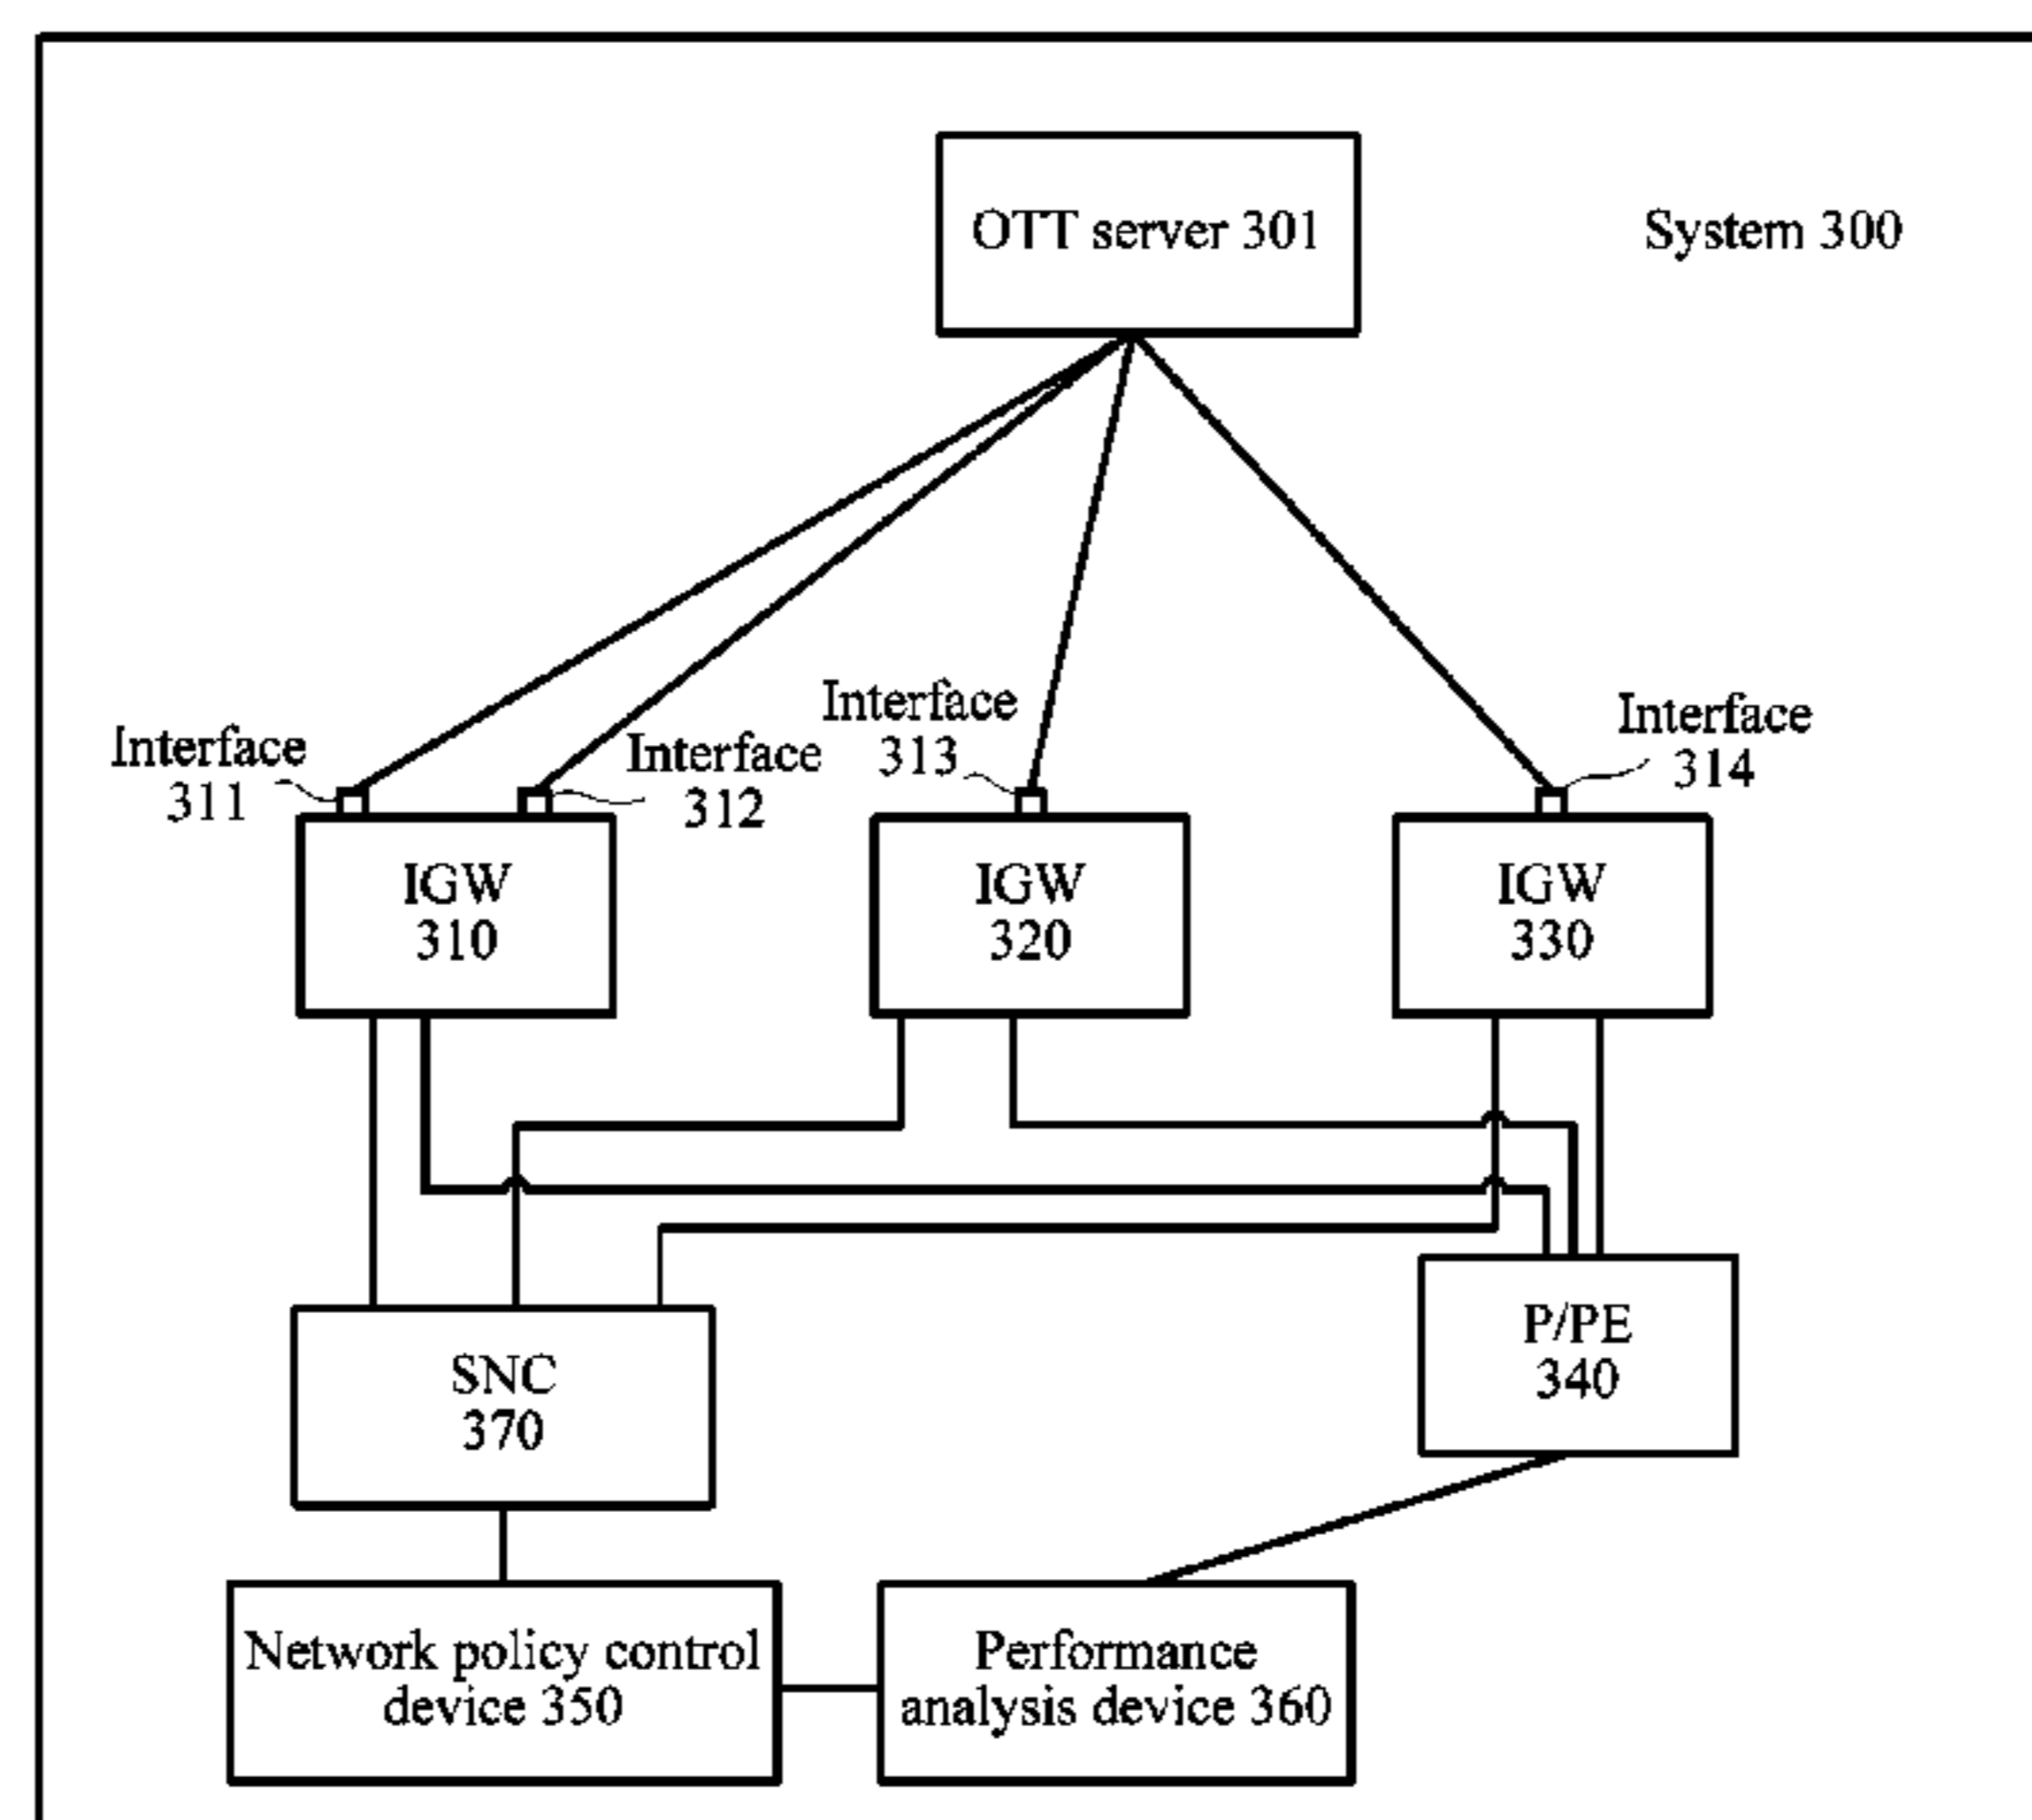 OTT server 301
System 300
Interface
311
Interface
312
Interface
313
Interface
314
IGW
310
IGW
320
IGW
330
SNC
370
P/PE
340
Network policy control
device 350
Performance
analysis device 360